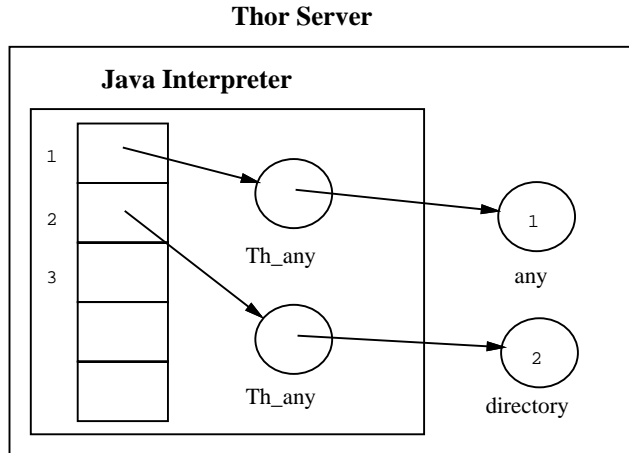 Thor Server
Java Interpreter
1
2
3
Th_any
Th_any
1
any
2
directory